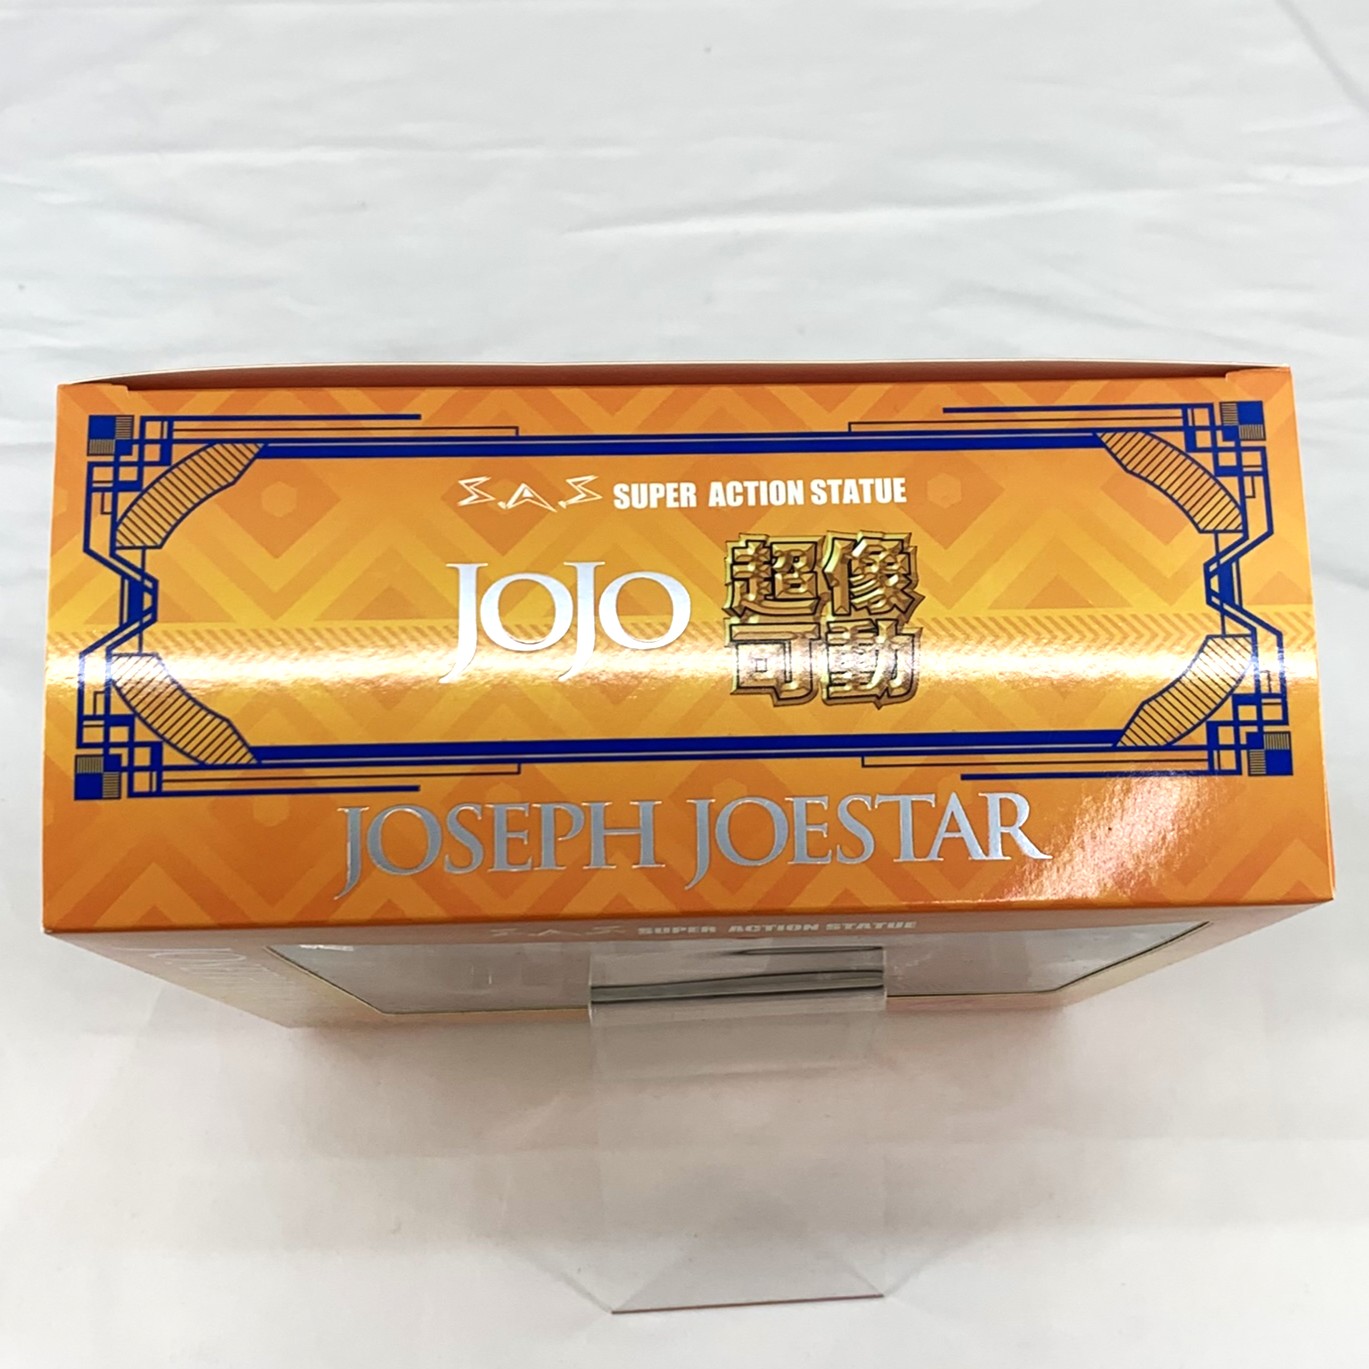 S.A.S SUPER ACTION STATUE
JOJO
超像
可動
JOSEPH JOESTAR
S.A.S SUPER ACTION STATUE